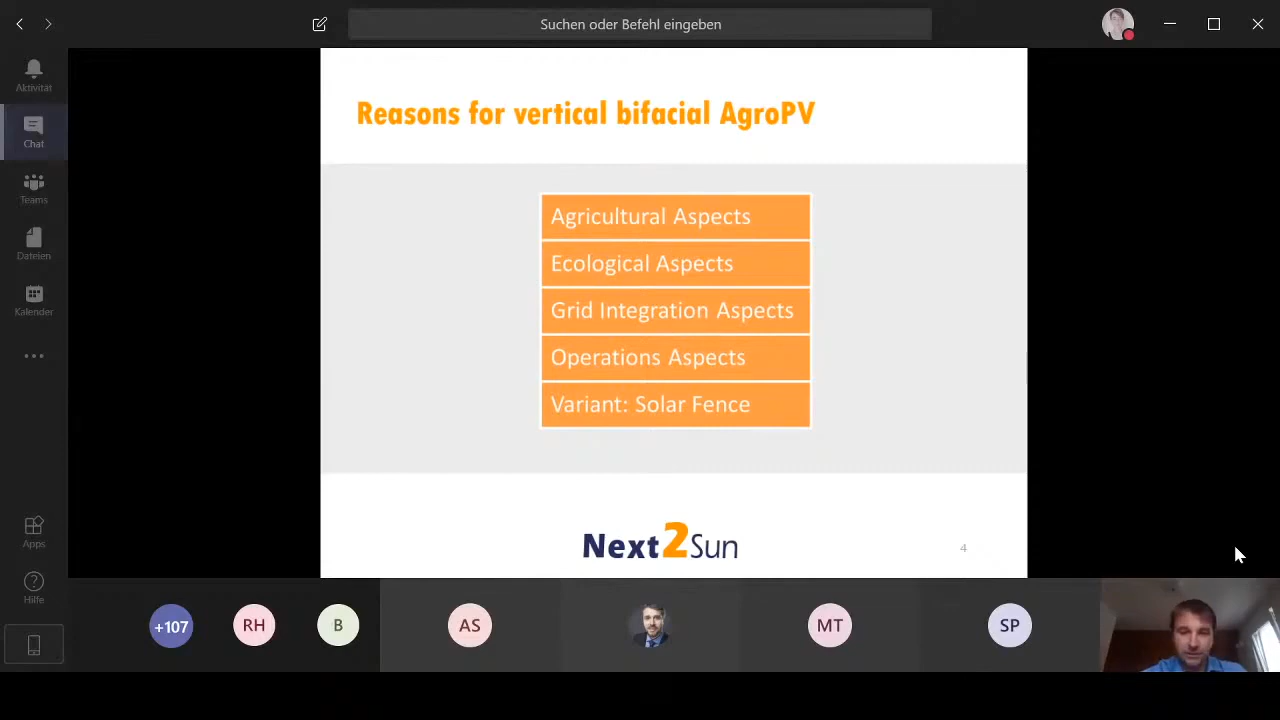 Suchen oder Befehl eingeben
Aktivität
Chat
Teams
Dateien
Kalender
Apps
Hilfe
Reasons for vertical bifacial AgroPV
Agricultural Aspects
Ecological Aspects
Grid Integration Aspects
Operations Aspects
Variant: Solar Fence
Next2Sun
4
+107
RH
B
AS
MT
SP